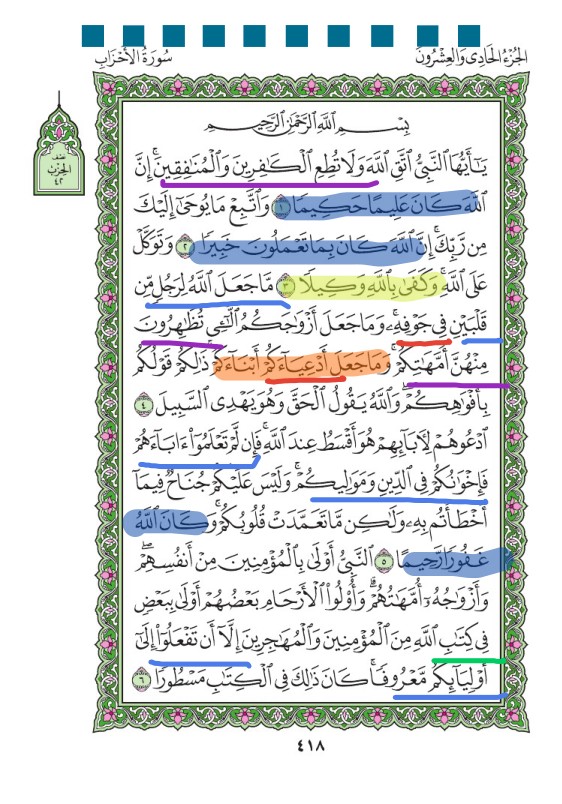 الجُزْءُ الحَادِي وَالعِشْرُونَ سُورَةُ الأَحْزَابِ
نصف
الحِزْب
٤٢
بِسْمِ ٱللَّهِ ٱلرَّحْمَٰنِ ٱلرَّحِيمِ
يَٰٓأَيُّهَا ٱلنَّبِيُّ ٱتَّقِ ٱللَّهَ وَلَا تُطِعِ ٱلْكَٰفِرِينَ وَٱلْمُنَٰفِقِينَۚ إِنَّ
ٱللَّهَ كَانَ عَلِيمًا حَكِيمًا ١ وَٱتَّبِعْ مَا يُوحَىٰٓ إِلَيْكَ
مِن رَّبِّكَۚ إِنَّ ٱللَّهَ كَانَ بِمَا تَعْمَلُونَ خَبِيرًا ٢ وَتَوَكَّلْ
عَلَى ٱللَّهِۚ وَكَفَىٰ بِٱللَّهِ وَكِيلًا ٣ مَّا جَعَلَ ٱللَّهُ لِرَجُلٍ مِّن
قَلْبَيْنِ فِي جَوْفِهِۦۚ وَمَا جَعَلَ أَزْوَٰجَكُمُ ٱلَّٰٓـِٔي تُظَٰهِرُونَ
مِنْهُنَّ أُمَّهَٰتِكُمْۚ وَمَا جَعَلَ أَدْعِيَآءَكُمْ أَبْنَآءَكُمْۚ ذَٰلِكُمْ قَوْلُكُم
بِأَفْوَٰهِكُمْۖ وَٱللَّهُ يَقُولُ ٱلْحَقَّ وَهُوَ يَهْدِي ٱلسَّبِيلَ ٤
ٱدْعُوهُمْ لِأٓبَآئِهِمْ هُوَ أَقْسَطُ عِندَ ٱللَّهِۚ فَإِن لَّمْ تَعْلَمُوٓاْ ءَابَآءَهُمْ
فَإِخْوَٰنُكُمْ فِي ٱلدِّينِ وَمَوَٰلِيكُمْۚ وَلَيْسَ عَلَيْكُمْ جُنَاحٌ فِيمَآ
أَخْطَأْتُم بِهِۦ وَلَٰكِن مَّا تَعَمَّدَتْ قُلُوبُكُمْۚ وَكَانَ ٱللَّهُ
غَفُورًا رَّحِيمًا ٥ ٱلنَّبِيُّ أَوْلَىٰ بِٱلْمُؤْمِنِينَ مِنْ أَنفُسِهِمْۖ
وَأَزْوَٰجُهُۥٓ أُمَّهَٰتُهُمْۗ وَأُوْلُواْ ٱلْأَرْحَامِ بَعْضُهُمْ أَوْلَىٰ بِبَعْضٍ
فِي كِتَٰبِ ٱللَّهِ مِنَ ٱلْمُؤْمِنِينَ وَٱلْمُهَٰجِرِينَ إِلَّآ أَن تَفْعَلُوٓاْ إِلَىٰٓ
أَوْلِيَآئِكُم مَّعْرُوفًاۚ كَانَ ذَٰلِكَ فِي ٱلْكِتَٰبِ مَسْطُورًا ٦
٤١٨